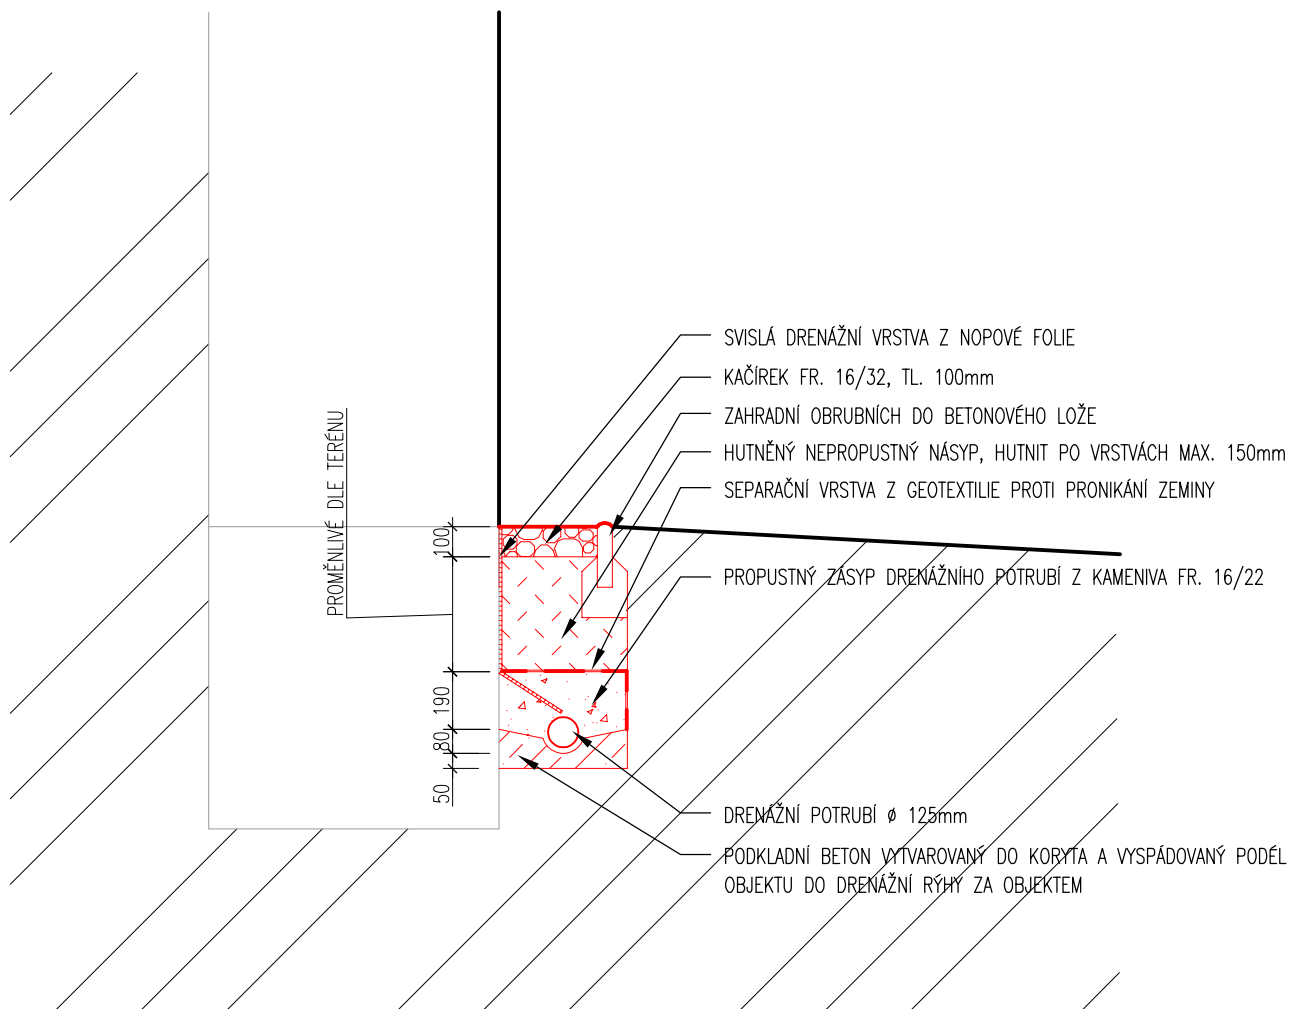 SVISLÁ DRENÁŽNÍ VRSTVA Z NOPOVÉ FOLIE
KAČÍREK FR. 16/32, TL. 100mm
ZAHRADNÍ OBRUBNÍCH DO BETONOVÉHO LOŽE
HUTNĚNÝ NEPROPUSTNÝ NÁSYP, HUTNIT PO VRSTVÁCH MAX. 150mm
SEPARAČNÍ VRSTVA Z GEOTEXTILIE PROTI PRONIKÁNÍ ZEMINY
PROMĚNLIVÉ DLE TERÉNU
100
PROPUSTNÝ ZÁSYP DRENÁŽNÍHO POTRUBÍ Z KAMENIVA FR. 16/22
190
80
50
DRENÁŽNÍ POTRUBÍ ø 125mm
PODKLADNÍ BETON VYTVAROVANÝ DO KORYTA A VYSPÁDOVANÝ PODÉL
OBJEKTU DO DRENÁŽNÍ RÝHY ZA OBJEKTEM